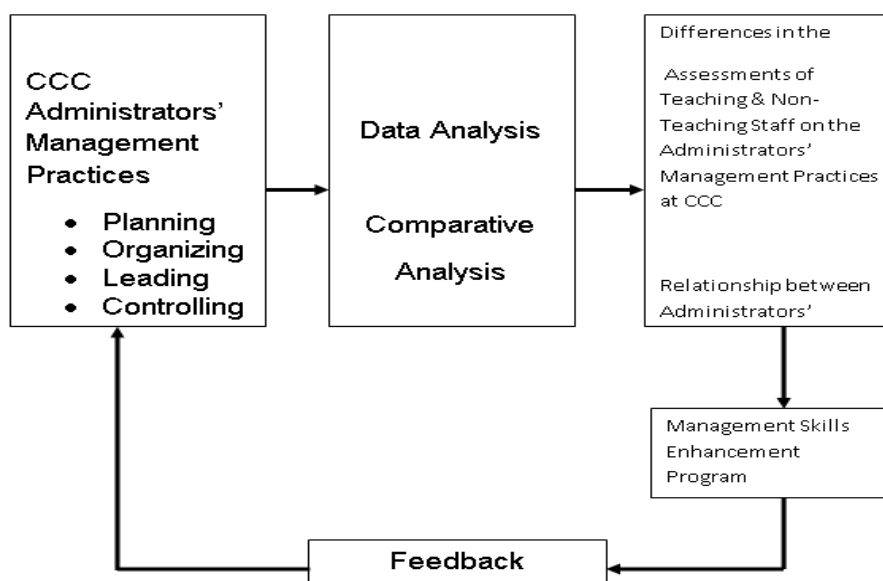 CCC
Administrators’
Management
Practices
• Planning
• Organizing
• Leading
• Controlling
Data Analysis
Comparative
Analysis
Differences in the
Assessments of
Teaching & Non-
Teaching Staff on the
Administrators’
Management Practices
at CCC
Relationship between
Administrators’
Management Skills
Enhancement
Program
Feedback